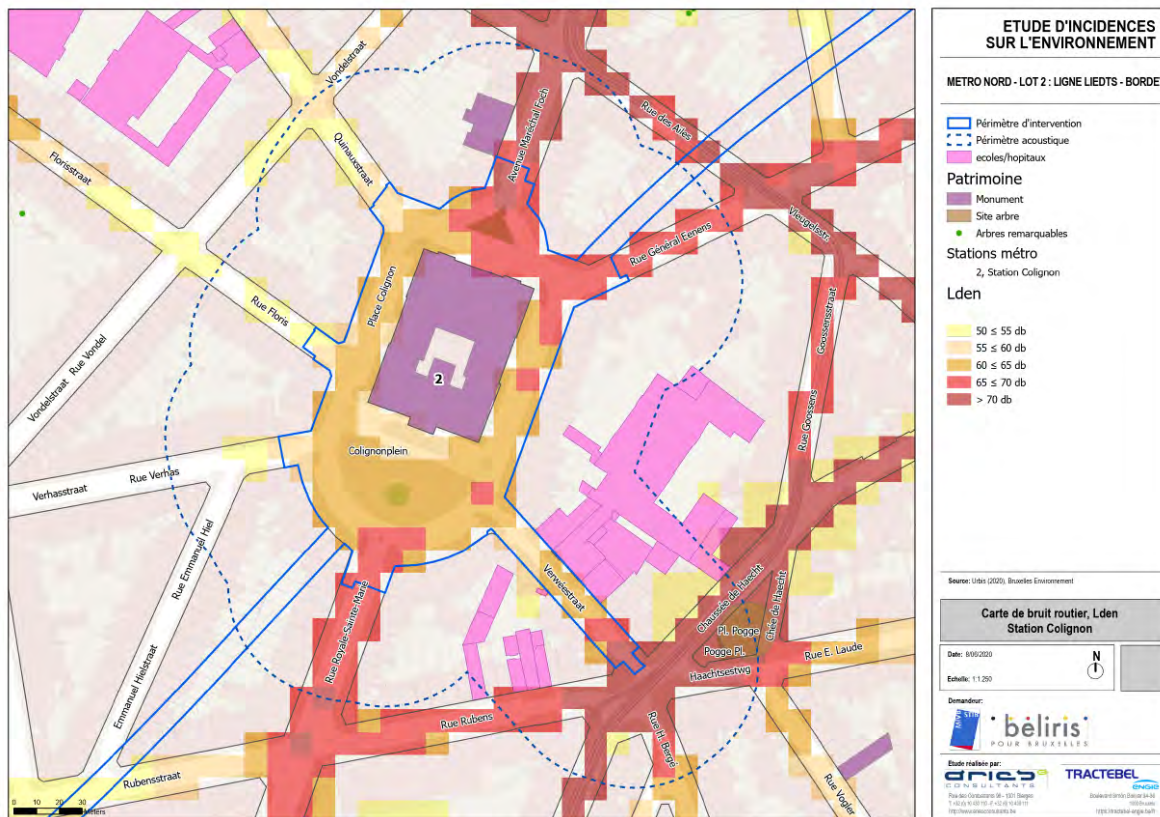 Vondelstraat
Quinauxstraat
Avenue Maréchal Foch
Rue des Ailes
Florisstraat
Vleugelsstr.
Rue Général Eenens
Place Colignon
Rue Floris
Goossensstraat
Rue Vondel
Vondelstraat
2
Rue Goossens
Colignonplein
Rue Verhas
Verhasstraat
Rue Emmanuel Hiel
Verwéestraat
Chaussée de Haecht
Chée de Haecht
Pl. Pogge
Pogge Pl.
Rue E. Laude
Haachtsestwg
Rue Royale-Sainte-Marie
Emmanuel Hielstraat
Rue Rubens
Rue H. Bergé
Rubensstraat
Rue Vogler
0 10 20 30
Meters
ETUDE D'INCIDENCES
SUR L'ENVIRONNEMENT
METRO NORD - LOT 2 : LIGNE LIEDTS - BORDE
Périmètre d'intervention
Périmètre acoustique
ecoles/hopitaux
Patrimoine
Monument
Site arbre
Arbres remarquables
Stations métro
2, Station Colignon
Lden
50 ≤ 55 db
55 ≤ 60 db
60 ≤ 65 db
65 ≤ 70 db
> 70 db
Source: Urbis (2020), Bruxelles Environnement
Carte de bruit routier, Lden
Station Colignon
Date: 8/06/2020
N
Echelle: 1:1.250
Demandeur:
beliris
POUR BRUXELLES
Etude réalisée par:
aries
CONSULTANTS
TRACTEBEL
ENGIE